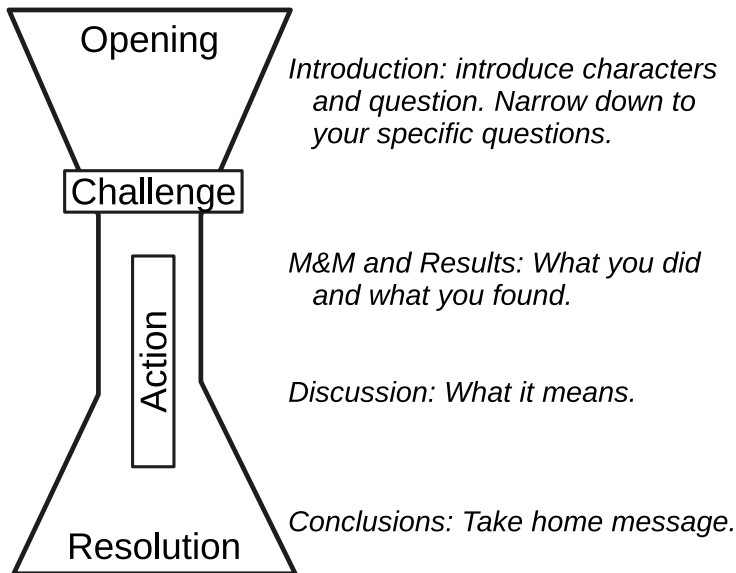 Opening
Introduction: introduce characters
and question. Narrow down to
your specific questions.
Challenge
M&M and Results: What you did
and what you found.
Action
Discussion: What it means.
Conclusions: Take home message.
Resolution